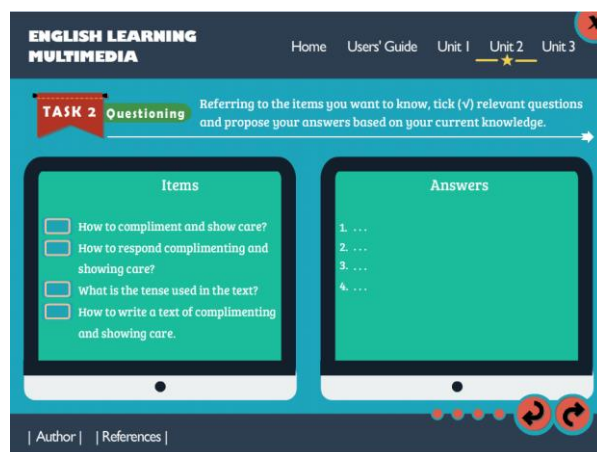 ENGLISH LEARNING
MULTIMEDIA
Home Users' Guide Unit I Unit 2 Unit 3
X
TASK 2 Questioning
Referring to the items you want to know, tick (√) relevant questions
and propose your answers based on your current knowledge.
Items
How to compliment and show care?
How to respond complimenting and
showing care?
What is the tense used in the text?
How to write a text of complimenting
and showing care.
Answers
1. ...
2. ...
3. ...
4. ...
| Author | | References |